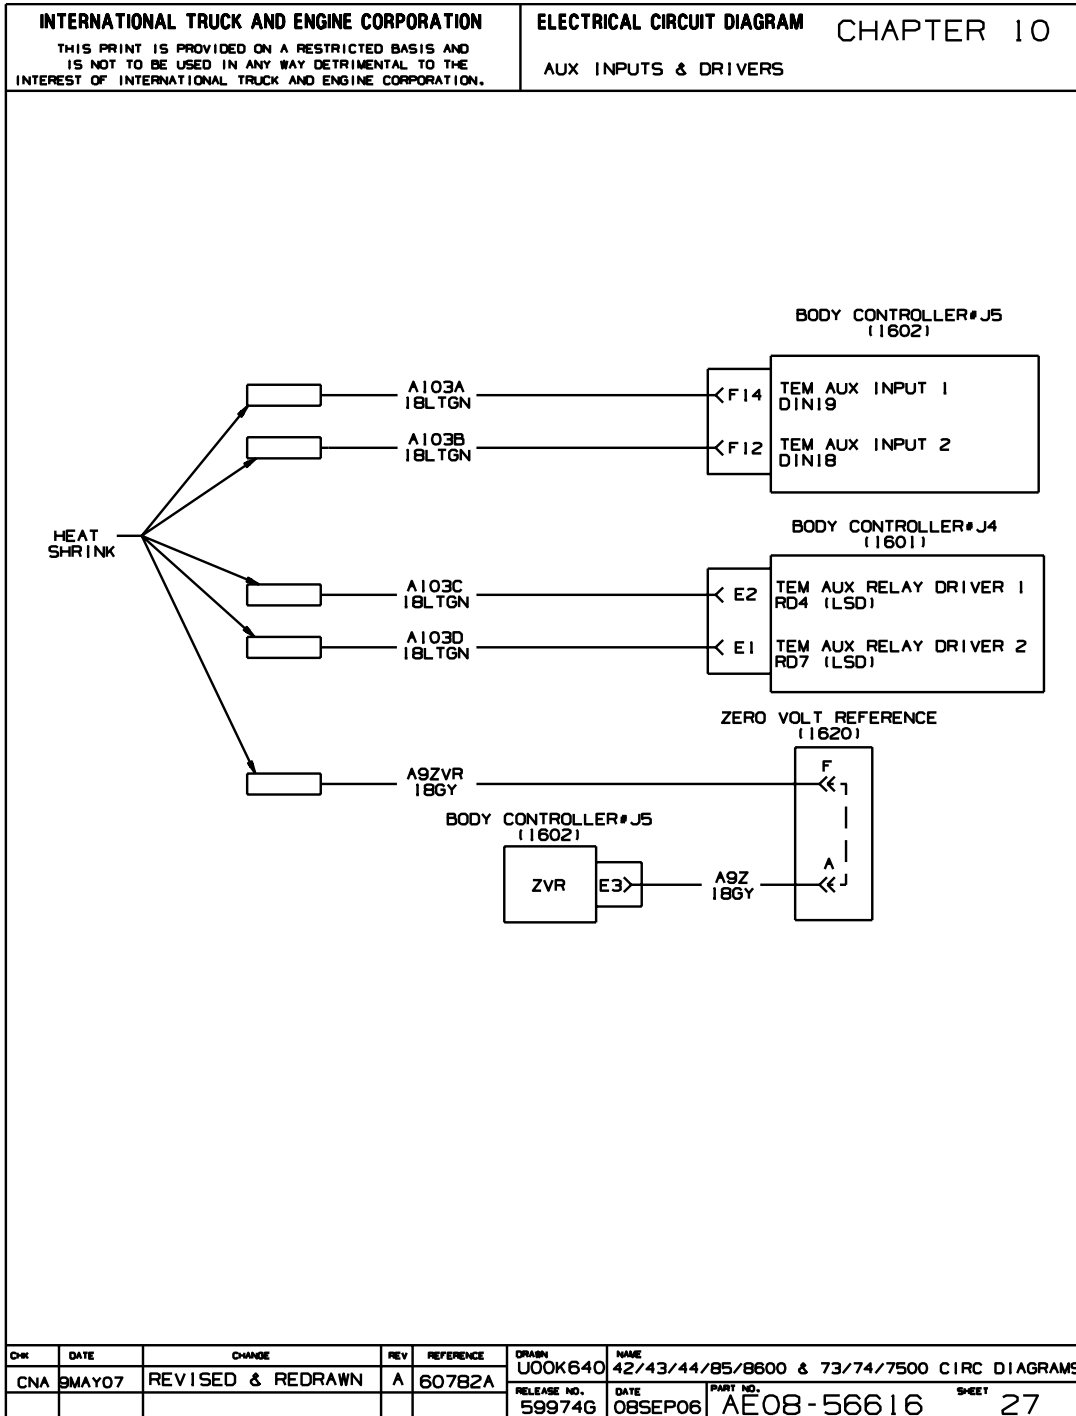 INTERNATIONAL TRUCK AND ENGINE CORPORATION
THIS PRINT IS PROVIDED ON A RESTRICTED BASIS AND
IS NOT TO BE USED IN ANY WAY DETRIMENTAL TO THE
INTEREST OF INTERNATIONAL TRUCK AND ENGINE CORPORATION.
ELECTRICAL CIRCUIT DIAGRAM
CHAPTER 10
AUX INPUTS & DRIVERS
BODY CONTROLLER#J5
(1602)
A103A
18LTGN
F14
TEM AUX INPUT 1
DIN19
A103B
18LTGN
F12
TEM AUX INPUT 2
DIN18
HEAT
SHRINK
BODY CONTROLLER#J4
(1601)
A103C
18LTGN
E2
TEM AUX RELAY DRIVER 1
RD4 (LSD)
A103D
18LTGN
E1
TEM AUX RELAY DRIVER 2
RD7 (LSD)
ZERO VOLT REFERENCE
(1620)
A9ZVR
18GY
F
BODY CONTROLLER#J5
(1602)
ZVR
E3
A9Z
18GY
A
CHK
DATE
CHANGE
REV
REFERENCE
CNA
9MAY07
REVISED & REDRAWN
A
60782A
DRAWN
U00K640
NAME
42/43/44/85/8600 & 73/74/7500 CIRC DIAGRAMS
RELEASE NO.
59974G
DATE
08SEP06
PART NO.
AE08-56616
SHEET
27